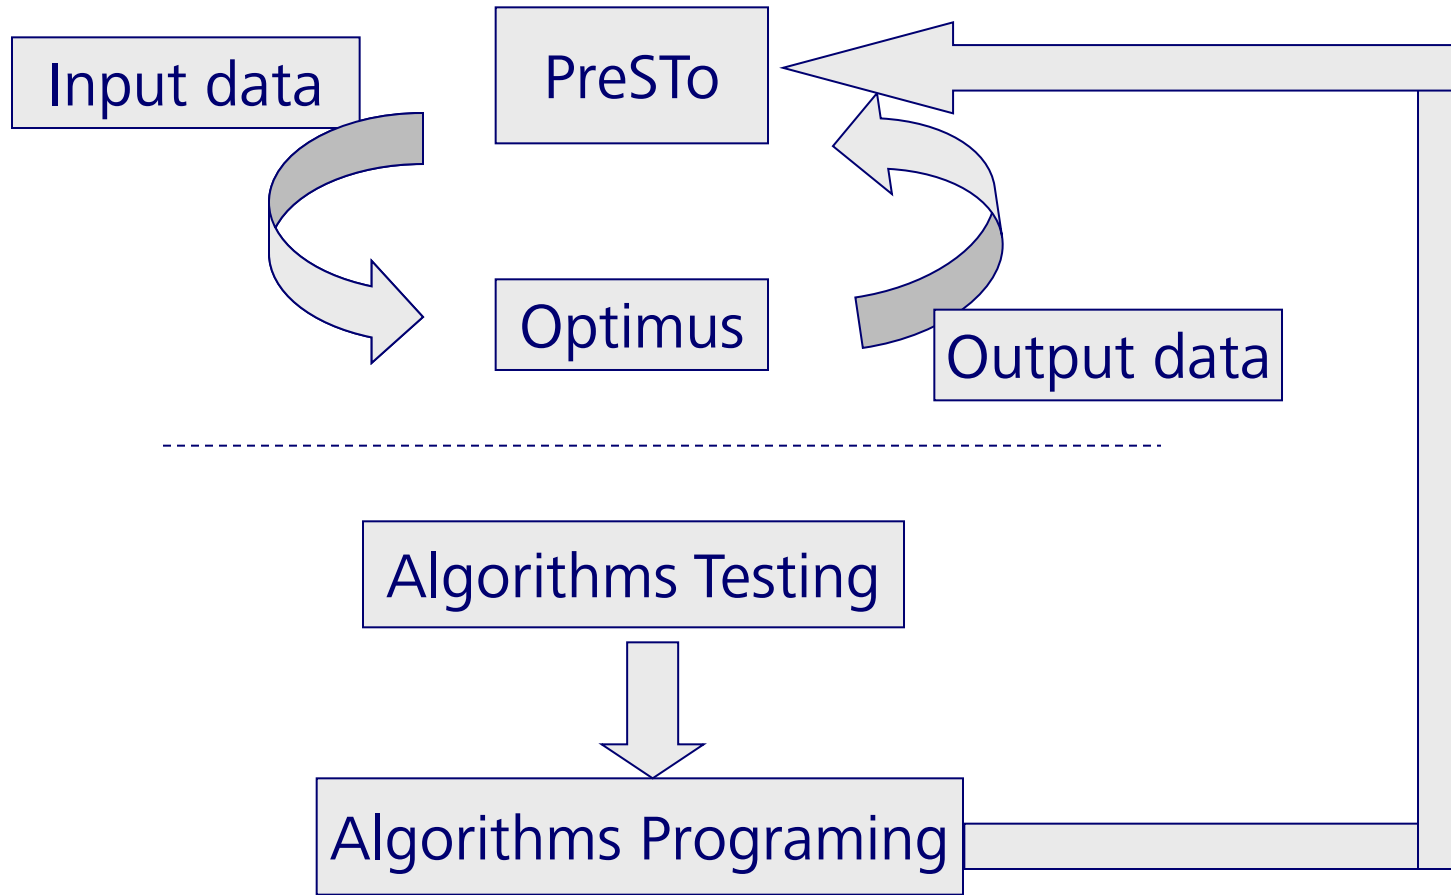 Input data
PreSTo
Optimus
Output data
Algorithms Testing
Algorithms Programing